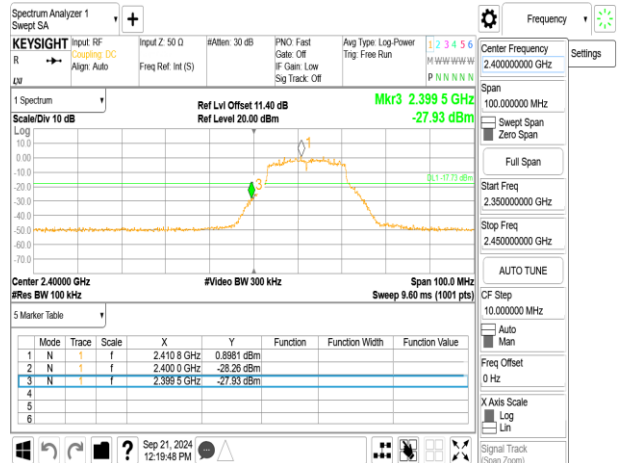 Spectrum Analyzer 1
Swept SA
Frequency
Settings
KEYSIGHT
R
Input: RF
Coupling: DC
Align: Auto
Input Z: 50 Ω
Freq Ref: Int (S)
#Atten: 30 dB
PNO: Fast
Gate: Off
IF Gain: Low
Sig Track: Off
Avg Type: Log-Power
Trig: Free Run
1 2 3 4 5 6
M W W W W W
P N N N N N
1 Spectrum
Scale/Div 10 dB
Ref Lvl Offset 11.40 dB
Ref Level 20.00 dBm
Mkr3 2.399 5 GHz
-27.93 dBm
Log
10.0
0.00
-10.0
-20.0
-30.0
-40.0
-50.0
-60.0
-70.0
1
3
DL1 -17.73 dBm
Center 2.40000 GHz
#Res BW 100 kHz
#Video BW 300 kHz
Span 100.0 MHz
Sweep 9.60 ms (1001 pts)
5 Marker Table
Mode Trace Scale X Y Function Function Width Function Value
1 N 1 f 2.410 8 GHz 0.8981 dBm
2 N 1 f 2.400 0 GHz -28.26 dBm
3 N 1 f 2.399 5 GHz -27.93 dBm
4
5
6
Sep 21, 2024
12:19:48 PM
Center Frequency
2.400000000 GHz
Span
100.000000 MHz
Swept Span
Zero Span
Full Span
Start Freq
2.350000000 GHz
Stop Freq
2.450000000 GHz
AUTO TUNE
CF Step
10.000000 MHz
Auto
Man
Freq Offset
0 Hz
X Axis Scale
Log
Lin
Signal Track
(Span Zoom)